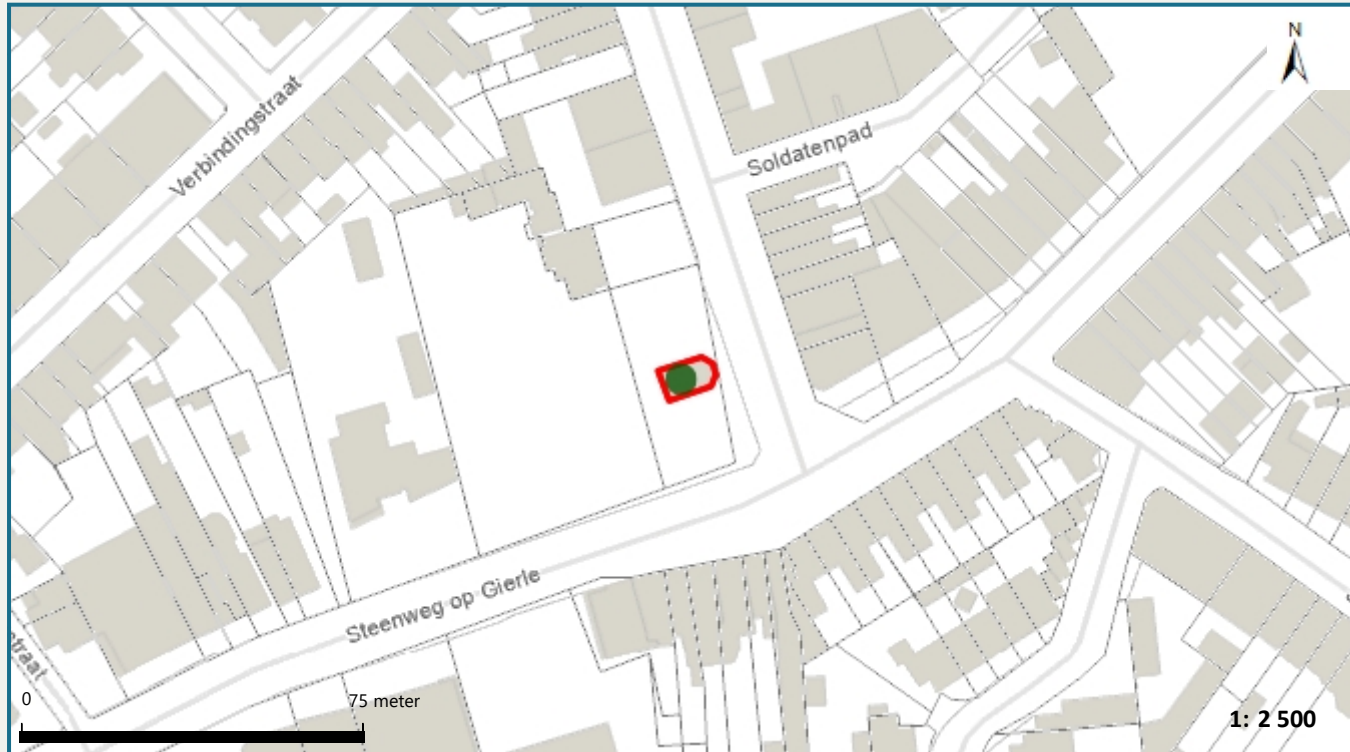 N
Verbindingstraat
Soldatenpad
Steenweg op Gierle
straat
0
75 meter
1: 2 500